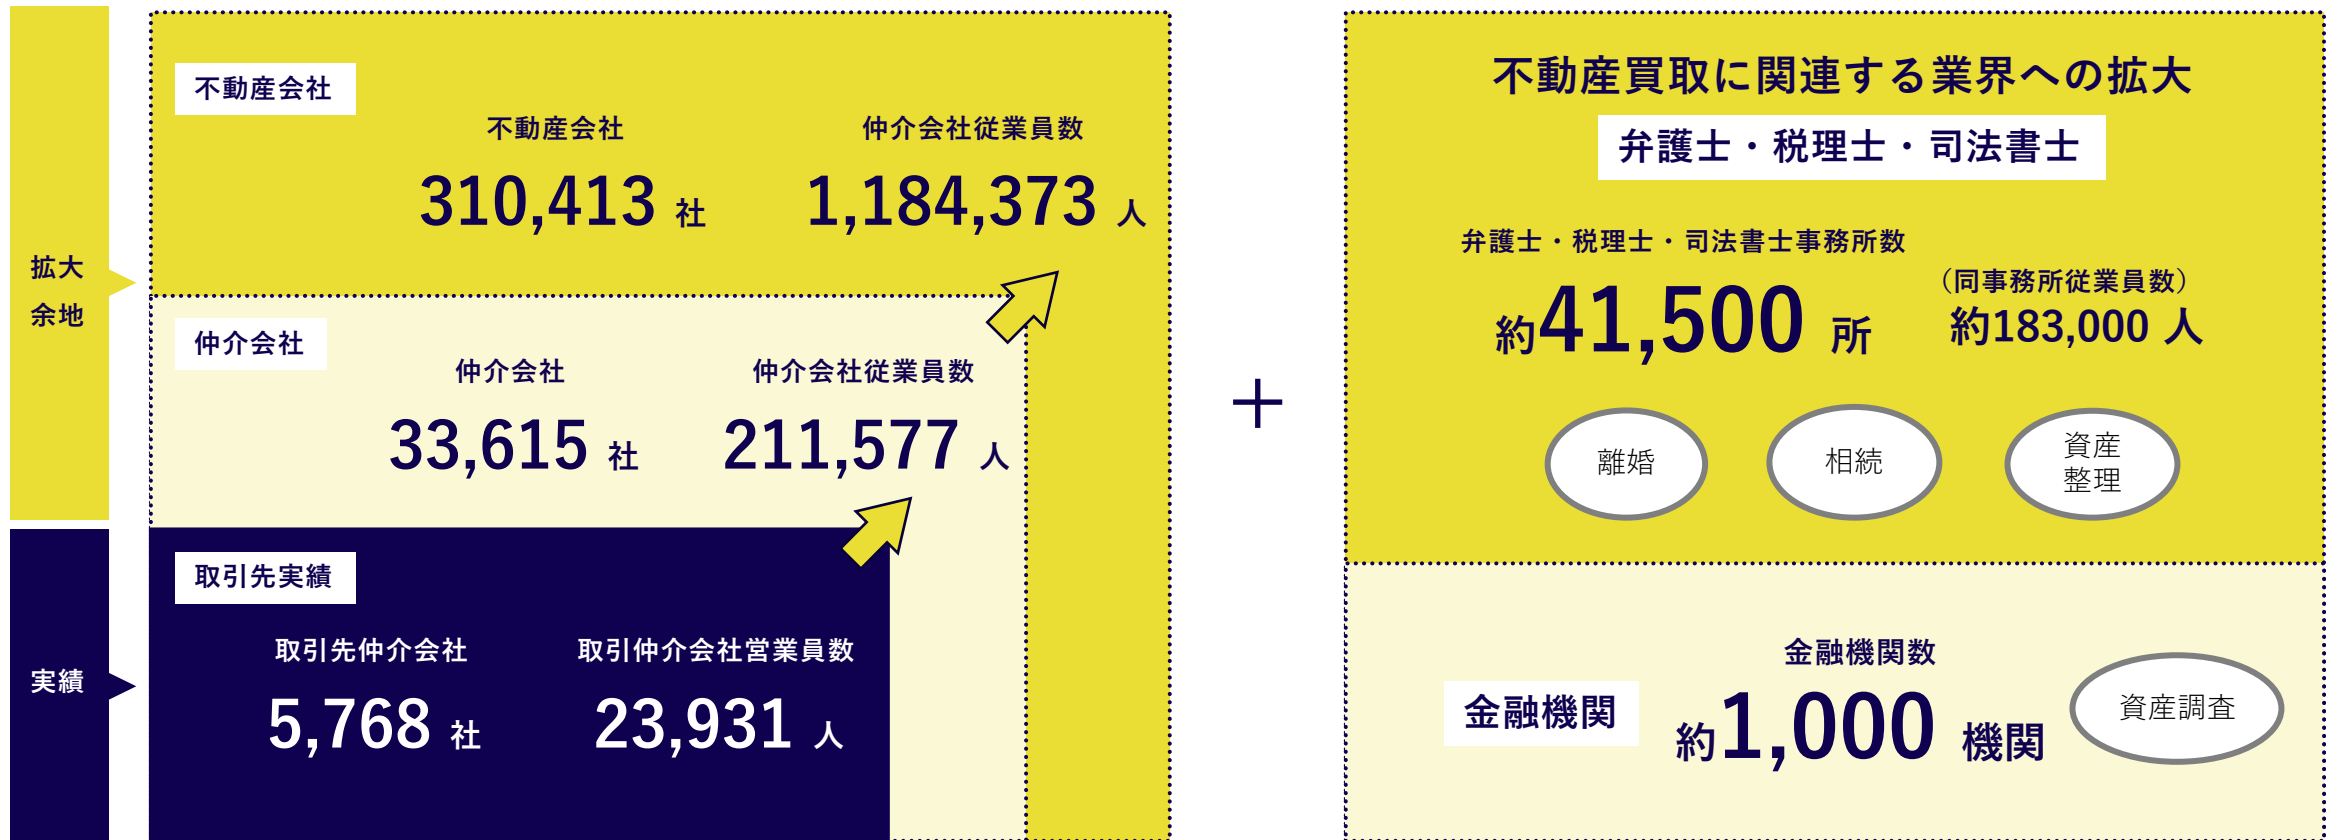 拡大
余地
実績
不動産会社
不動産会社
310,413 社
仲介会社従業員数
1,184,373 人
仲介会社
仲介会社
33,615 社
仲介会社従業員数
211,577 人
取引先実績
取引先仲介会社
5,768 社
取引仲介会社営業員数
23,931 人
＋
不動産買取に関連する業界への拡大
弁護士・税理士・司法書士
弁護士・税理士・司法書士事務所数
約41,500 所
（同事務所従業員数）
約183,000 人
離婚
相続
資産
整理
金融機関
金融機関数
約1,000 機関
資産調査